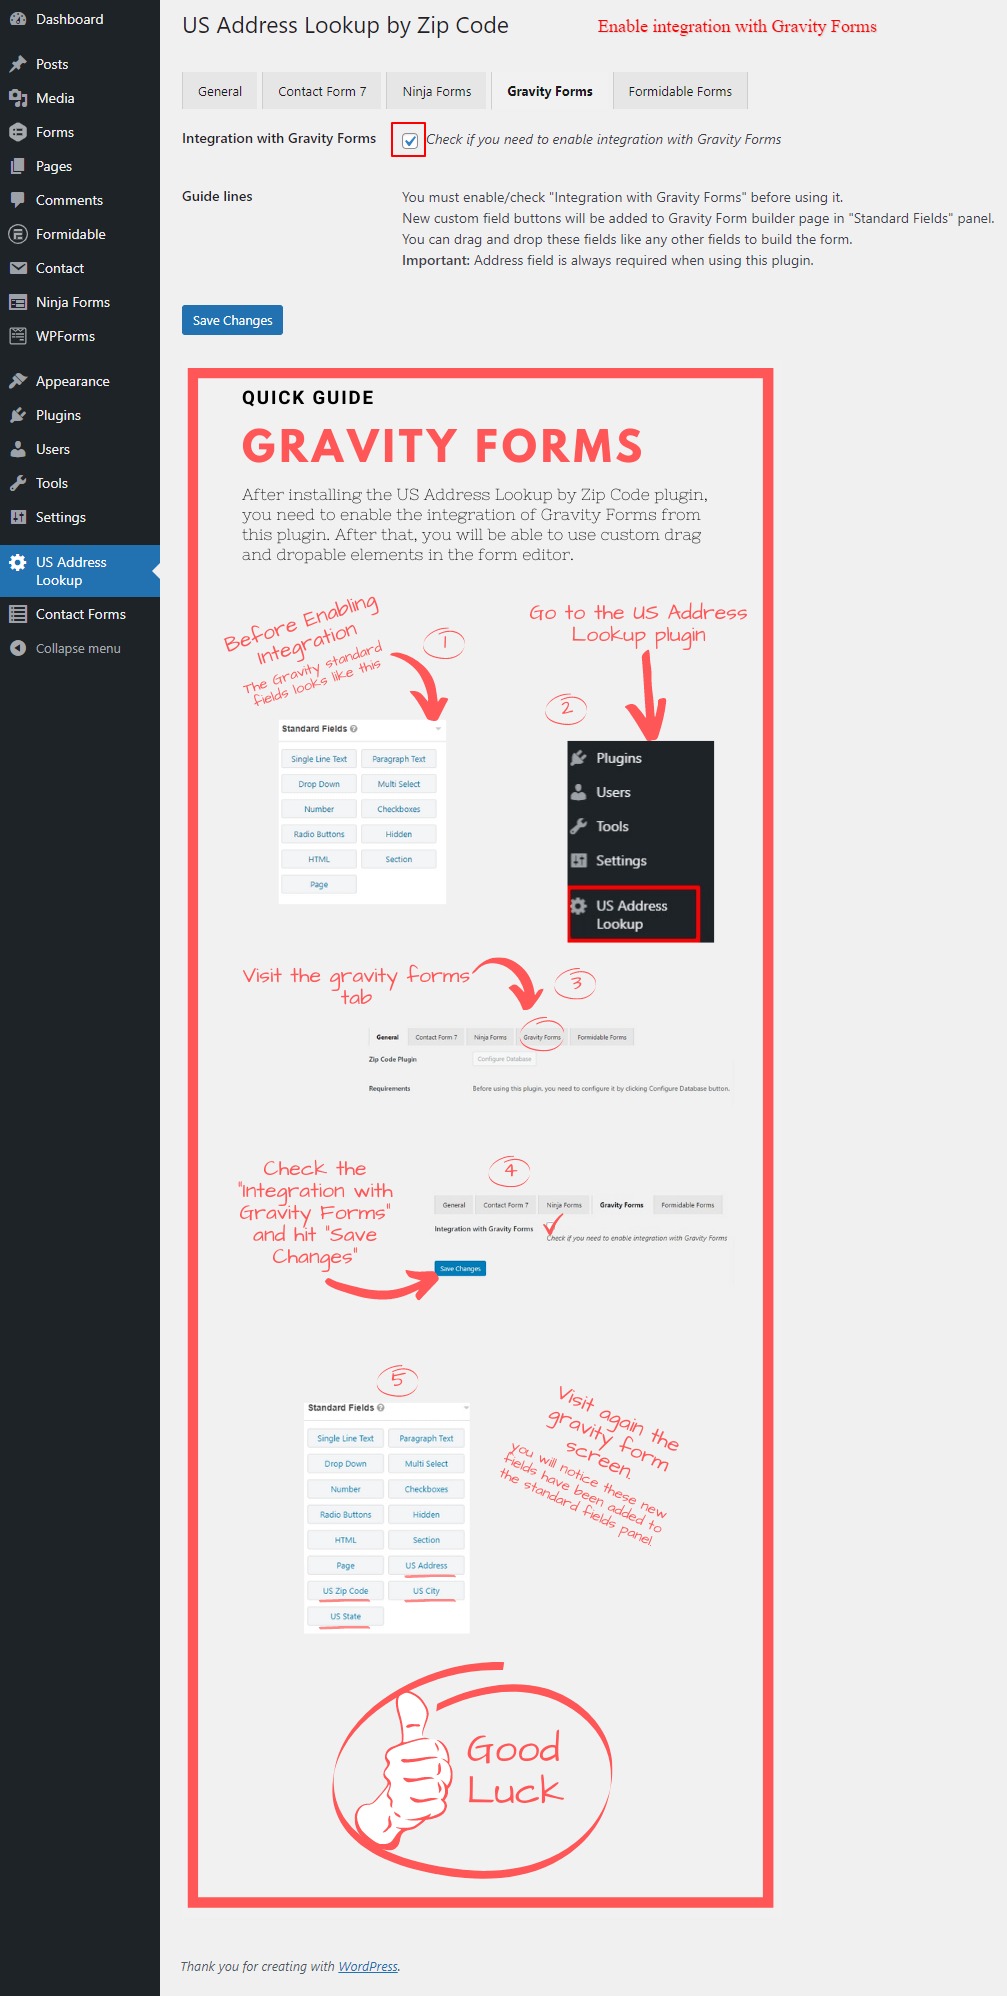 Dashboard
Posts
Media
Forms
Pages
Comments
Formidable
Contact
Ninja Forms
WPForms
Appearance
Plugins
Users
Tools
Settings
US Address
Lookup
Contact Forms
Collapse menu
US Address Lookup by Zip Code
Enable integration with Gravity Forms
General
Contact Form 7
Ninja Forms
Gravity Forms
Formidable Forms
Integration with Gravity Forms
Check if you need to enable integration with Gravity Forms
Guide lines
You must enable/check "Integration with Gravity Forms" before using it.
New custom field buttons will be added to Gravity Form builder page in "Standard Fields" panel.
You can drag and drop these fields like any other fields to build the form.
Important: Address field is always required when using this plugin.
Save Changes
QUICK GUIDE
GRAVITY FORMS
After installing the US Address Lookup by Zip Code plugin,
you need to enable the integration of Gravity Forms from
this plugin. After that, you will be able to use custom drag
and dropable elements in the form editor.
Before Enabling
Integration
The Gravity standard
fields looks like this
1
Standard Fields
Single Line Text
Paragraph Text
Drop Down
Multi Select
Number
Checkboxes
Radio Buttons
Hidden
HTML
Section
Page
Go to the US Address
Lookup plugin
2
Plugins
Users
Tools
Settings
US Address
Lookup
Visit the gravity forms
tab
3
General
Contact Form 7
Ninja Forms
Gravity Forms
Formidable Forms
Zip Code Plugin
Configure Database
Requirements
Before using this plugin, you need to configure it by clicking Configure Database button.
Check the
"Integration with
Gravity Forms"
and hit "Save
Changes"
4
General
Contact Form 7
Ninja Forms
Gravity Forms
Formidable Forms
Integration with Gravity Forms
Check if you need to enable integration with Gravity Forms
Save Changes
5
Standard Fields
Single Line Text
Paragraph Text
Drop Down
Multi Select
Number
Checkboxes
Radio Buttons
Hidden
HTML
Section
Page
US Address
US Zip Code
US City
US State
Visit again the
gravity form
screen.
you will notice these new
fields have been added to
the standard fields panel.
Good
Luck
Thank you for creating with WordPress.